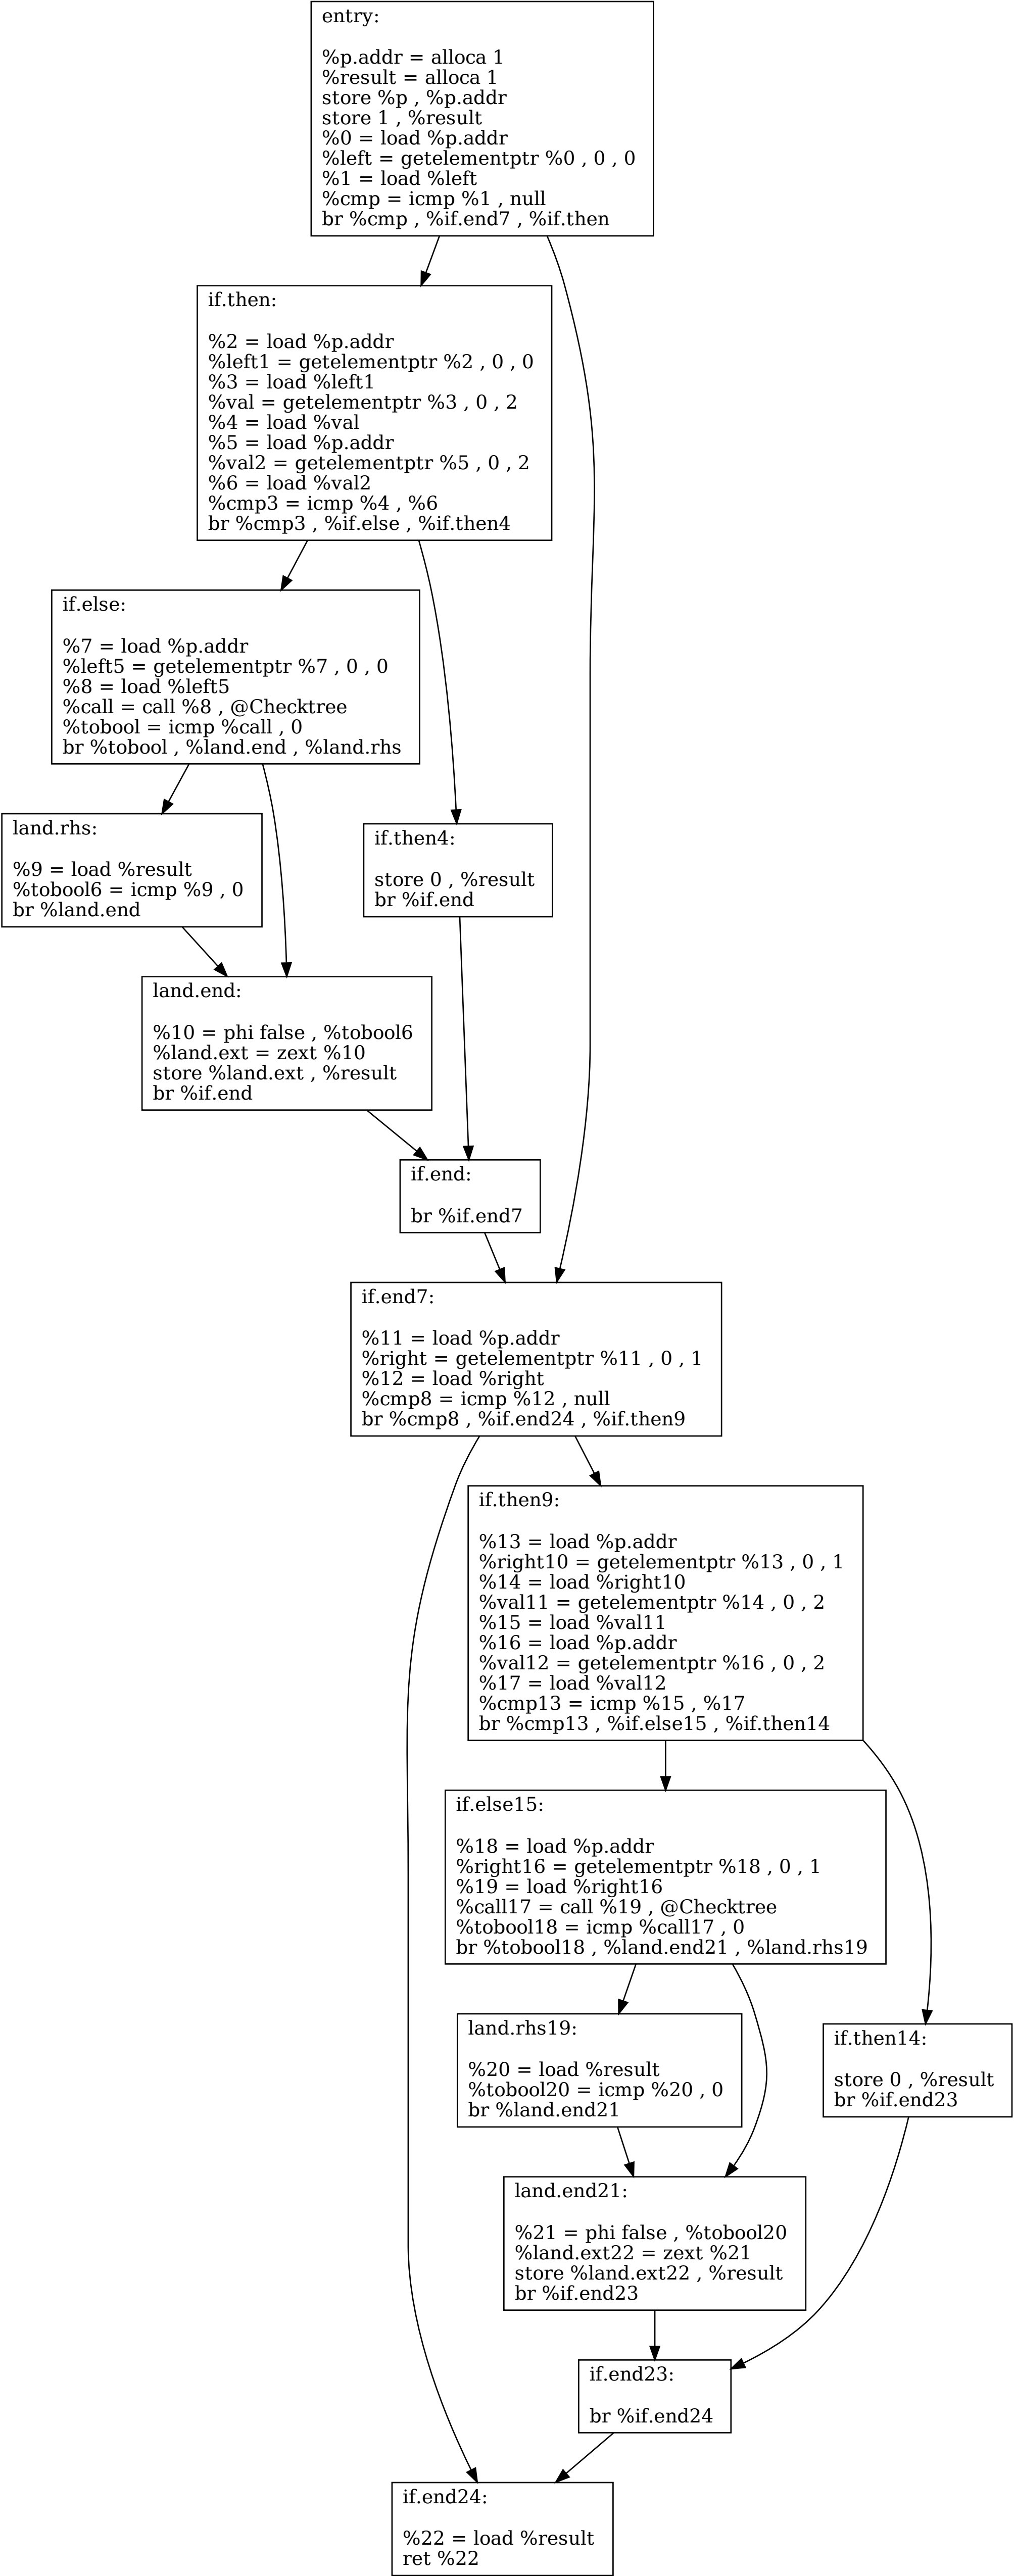 entry:
%p.addr = alloca 1
%result = alloca 1
store %p , %p.addr
store 1 , %result
%0 = load %p.addr
%left = getelementptr %0 , 0 , 0
%1 = load %left
%cmp = icmp %1 , null
br %cmp , %if.end7 , %if.then
if.then:
%2 = load %p.addr
%left1 = getelementptr %2 , 0 , 0
%3 = load %left1
%val = getelementptr %3 , 0 , 2
%4 = load %val
%5 = load %p.addr
%val2 = getelementptr %5 , 0 , 2
%6 = load %val2
%cmp3 = icmp %4 , %6
br %cmp3 , %if.else , %if.then4
if.else:
%7 = load %p.addr
%left5 = getelementptr %7 , 0 , 0
%8 = load %left5
%call = call %8 , @Checktree
%tobool = icmp %call , 0
br %tobool , %land.end , %land.rhs
land.rhs:
%9 = load %result
%tobool6 = icmp %9 , 0
br %land.end
if.then4:
store 0 , %result
br %if.end
land.end:
%10 = phi false , %tobool6
%land.ext = zext %10
store %land.ext , %result
br %if.end
if.end:
br %if.end7
if.end7:
%11 = load %p.addr
%right = getelementptr %11 , 0 , 1
%12 = load %right
%cmp8 = icmp %12 , null
br %cmp8 , %if.end24 , %if.then9
if.then9:
%13 = load %p.addr
%right10 = getelementptr %13 , 0 , 1
%14 = load %right10
%val11 = getelementptr %14 , 0 , 2
%15 = load %val11
%16 = load %p.addr
%val12 = getelementptr %16 , 0 , 2
%17 = load %val12
%cmp13 = icmp %15 , %17
br %cmp13 , %if.else15 , %if.then14
if.else15:
%18 = load %p.addr
%right16 = getelementptr %18 , 0 , 1
%19 = load %right16
%call17 = call %19 , @Checktree
%tobool18 = icmp %call17 , 0
br %tobool18 , %land.end21 , %land.rhs19
land.rhs19:
%20 = load %result
%tobool20 = icmp %20 , 0
br %land.end21
if.then14:
store 0 , %result
br %if.end23
land.end21:
%21 = phi false , %tobool20
%land.ext22 = zext %21
store %land.ext22 , %result
br %if.end23
if.end23:
br %if.end24
if.end24:
%22 = load %result
ret %22